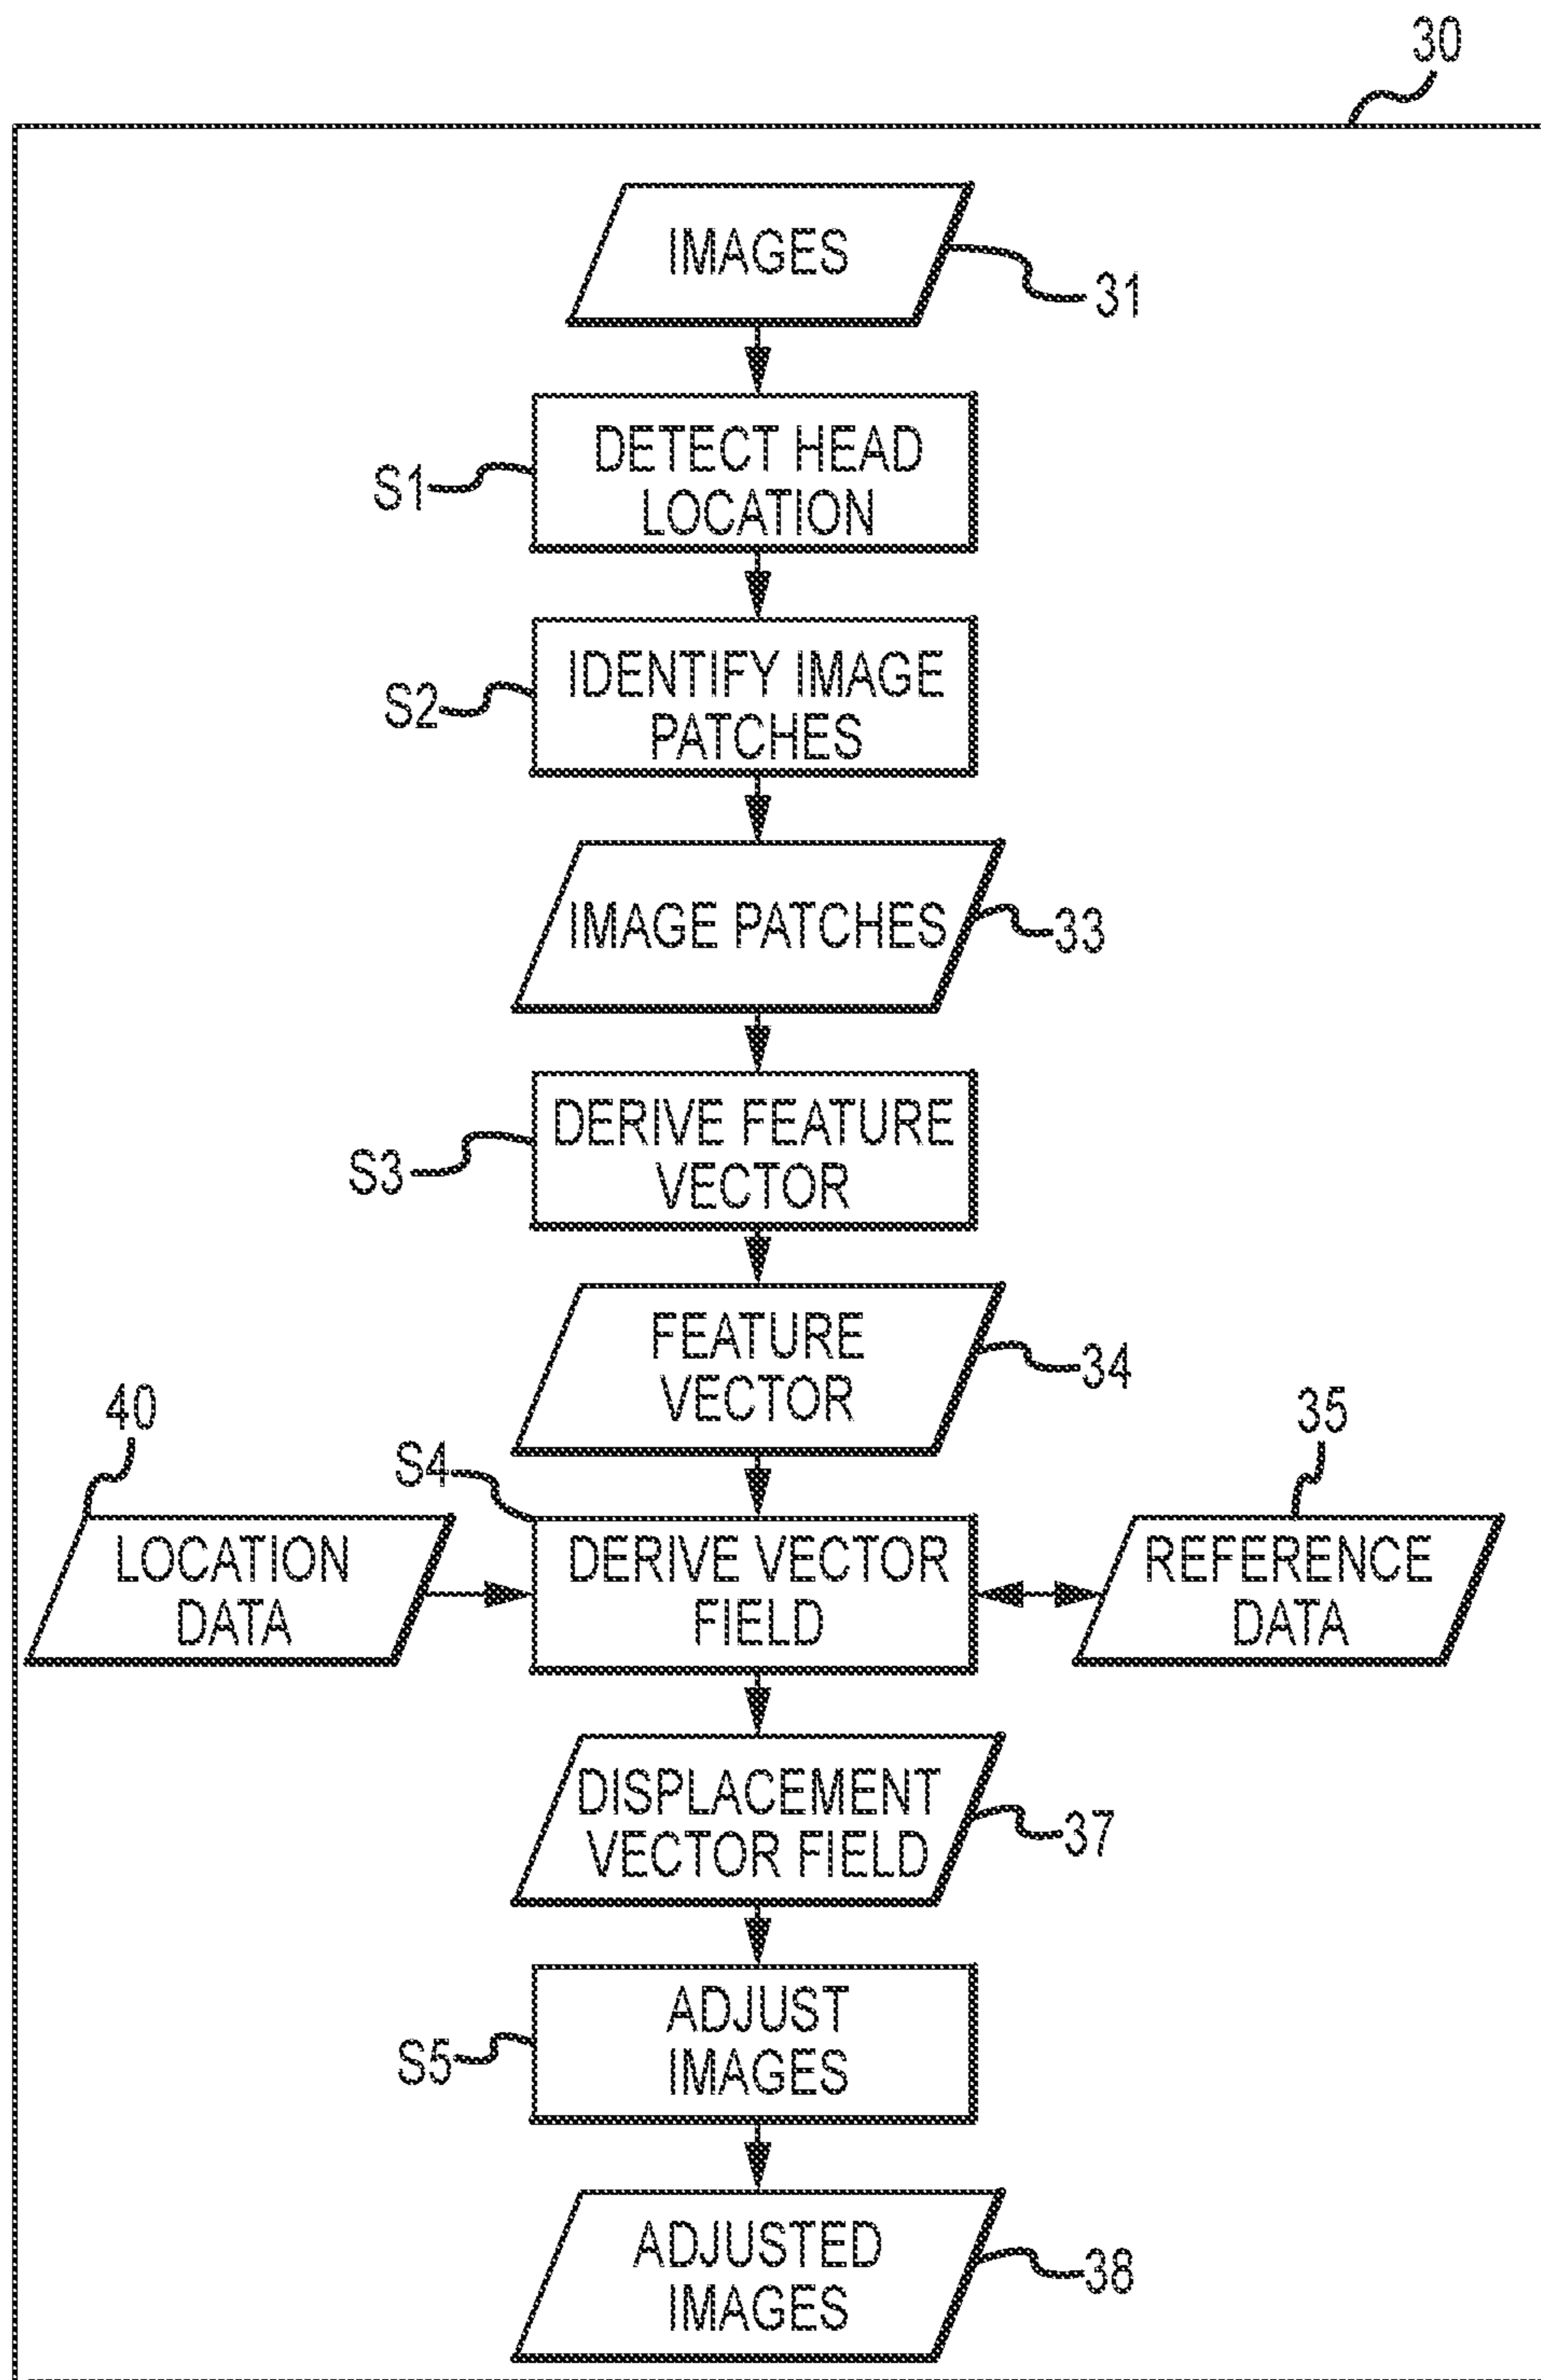 30
IMAGES
31
DETECT HEAD
LOCATION
S1
IDENTIFY IMAGE
PATCHES
S2
IMAGE PATCHES
33
DERIVE FEATURE
VECTOR
S3
FEATURE
VECTOR
34
40
S4
35
LOCATION
DATA
DERIVE VECTOR
FIELD
REFERENCE
DATA
DISPLACEMENT
VECTOR FIELD
37
ADJUST
IMAGES
S5
ADJUSTED
IMAGES
38